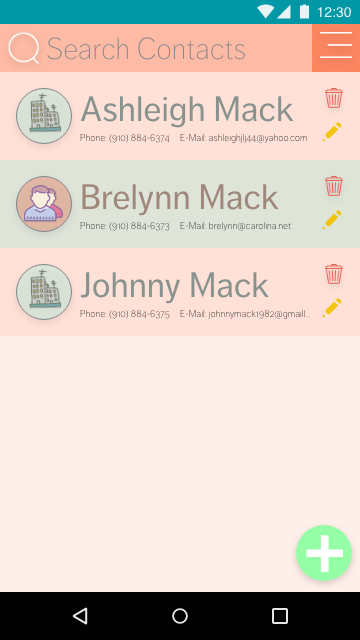 12:30
Search Contacts
Ashleigh Mack
Phone: (910) 884-6374 E-Mail: ashleighjlj44@yahoo.com
Brelynn Mack
Phone: (910) 884-6373 E-Mail: brelynn@carolina.net
Johnny Mack
Phone: (910) 884-6375 E-Mail: johnnymack1982@gmaill...